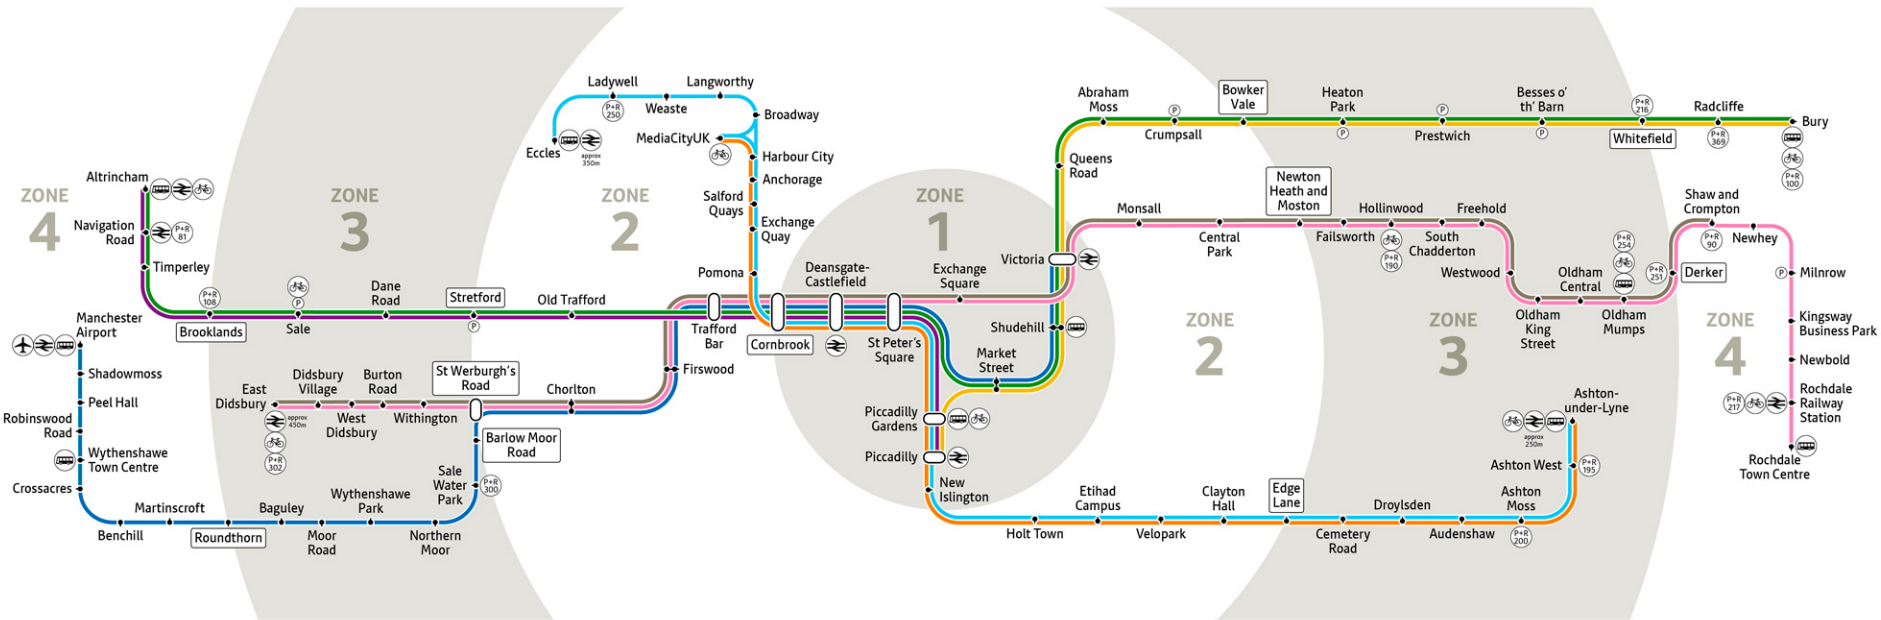 ZONE
4
ZONE
3
ZONE
2
ZONE
1
ZONE
2
ZONE
3
ZONE
4
Altrincham
Navigation
Road
P+R
81
Timperley
P+R
108
Brooklands
P
Sale
Dane
Road
Stretford
P
Old Trafford
Trafford
Bar
Cornbrook
Deansgate-
Castlefield
St Peter's
Square
Exchange
Square
Victoria
Shudehill
Market
Street
Piccadilly
Gardens
Piccadilly
New
Islington
Eccles
approx
350m
Ladywell
P+R
250
Weaste
Langworthy
Broadway
MediaCityUK
Harbour City
Anchorage
Salford
Quays
Exchange
Quay
Pomona
Manchester
Airport
Shadowmoss
Peel Hall
Robinswood
Road
Wythenshawe
Town Centre
Crossacres
Benchill
Martinscroft
Roundthorn
Baguley
Moor
Road
Wythenshawe
Park
Northern
Moor
Sale
Water
Park
P+R
300
Barlow Moor
Road
St Werburgh's
Road
East
Didsbury
approx
450m
P+R
302
Didsbury
Village
West
Didsbury
Burton
Road
Withington
Chorlton
Firswood
Queens
Road
Abraham
Moss
P
Crumpsall
Bowker
Vale
Heaton
Park
P
P
Prestwich
Besses o'
th' Barn
P
P+R
216
Whitefield
Radcliffe
P+R
369
Bury
P+R
100
Monsall
Central
Park
Newton
Heath and
Moston
Failsworth
Hollinwood
P+R
190
South
Chadderton
Freehold
Westwood
Oldham
King
Street
Oldham
Central
P+R
254
Oldham
Mumps
P+R
251
Derker
Shaw and
Crompton
P+R
90
Newhey
P
Milnrow
Kingsway
Business Park
Newbold
P+R
217
Rochdale
Railway
Station
Rochdale
Town Centre
Holt Town
Etihad
Campus
Velopark
Clayton
Hall
Edge
Lane
Cemetery
Road
Droylsden
Audenshaw
Ashton
Moss
P+R
200
Ashton West
P+R
195
Ashton-
under-Lyne
approx
250m